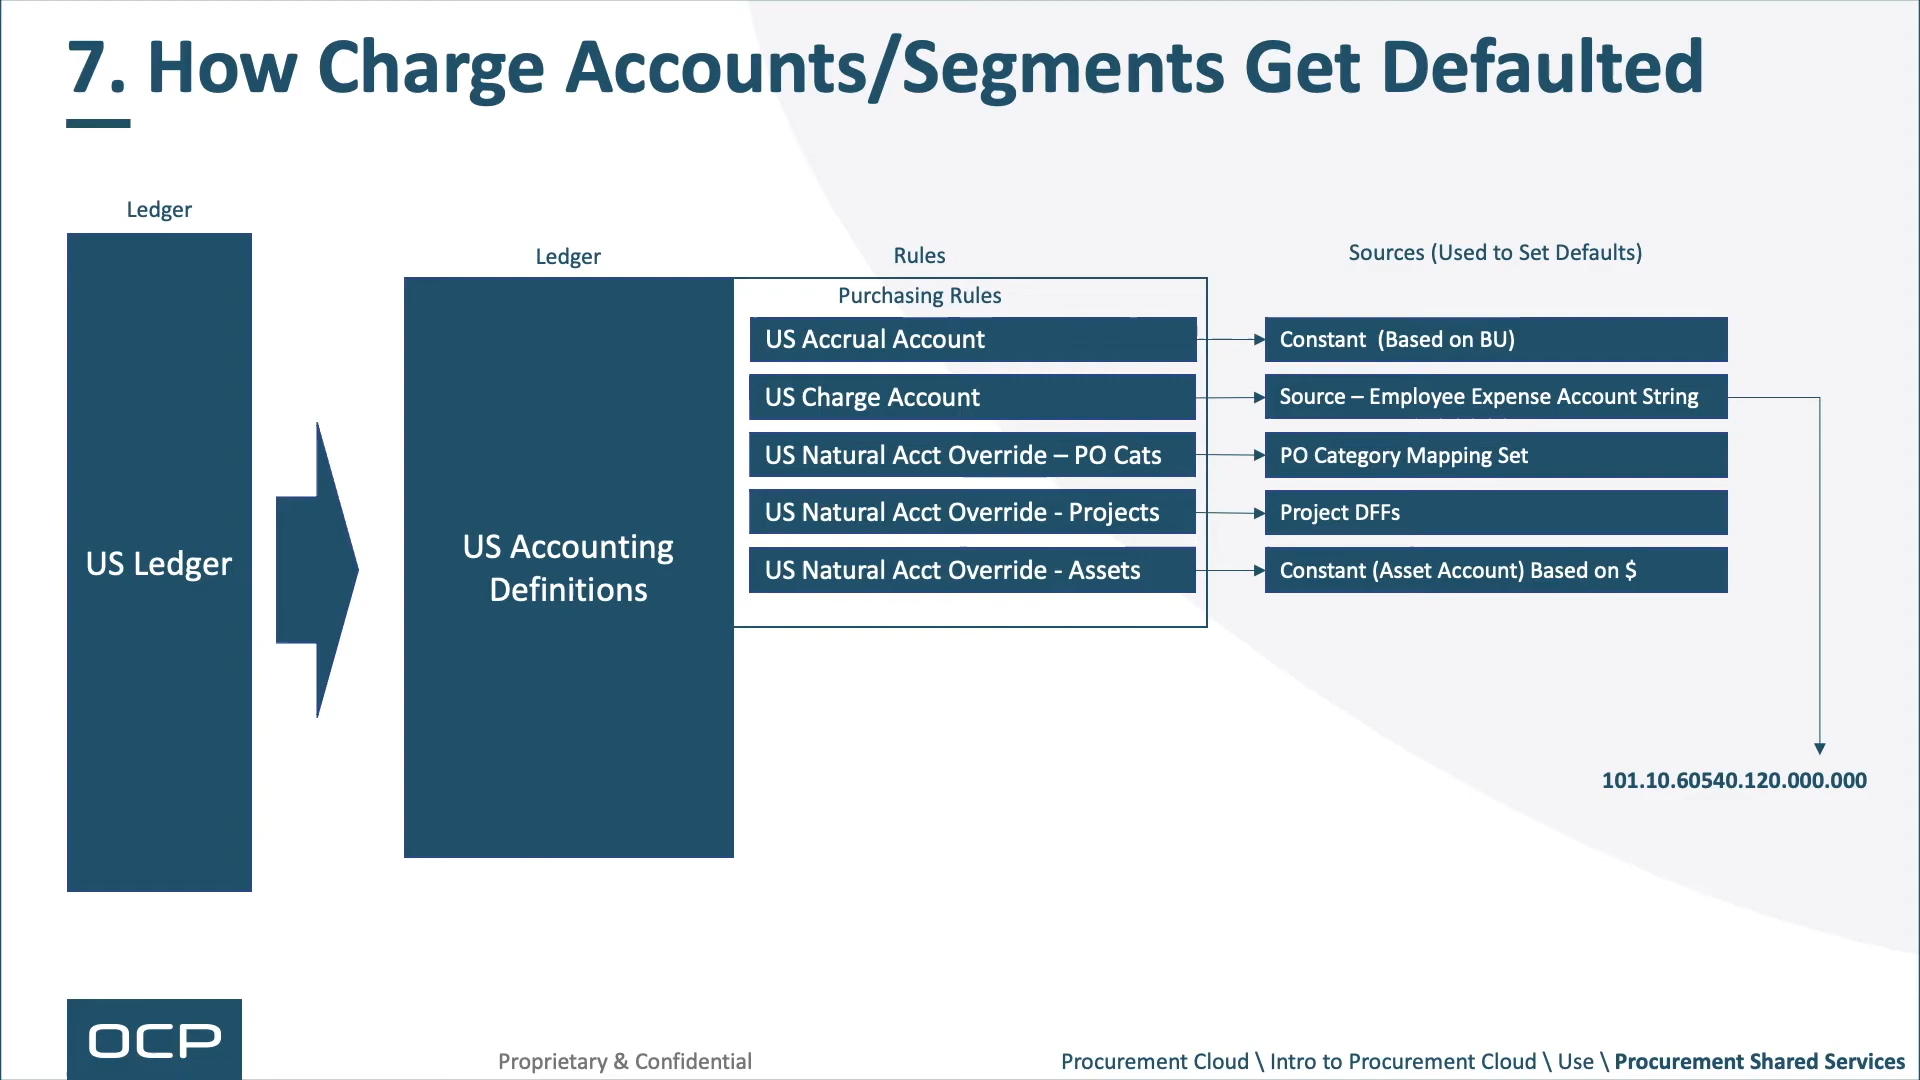 7. How Charge Accounts/Segments Get Defaulted
Ledger
US Ledger
Ledger
US Accounting
Definitions
Rules
Purchasing Rules
US Accrual Account
US Charge Account
US Natural Acct Override – PO Cats
US Natural Acct Override - Projects
US Natural Acct Override - Assets
Sources (Used to Set Defaults)
Constant  (Based on BU)
Source – Employee Expense Account String
PO Category Mapping Set
Project DFFs
Constant (Asset Account) Based on $
101.10.60540.120.000.000
OCP
Proprietary & Confidential
Procurement Cloud \ Intro to Procurement Cloud \ Use \ Procurement Shared Services